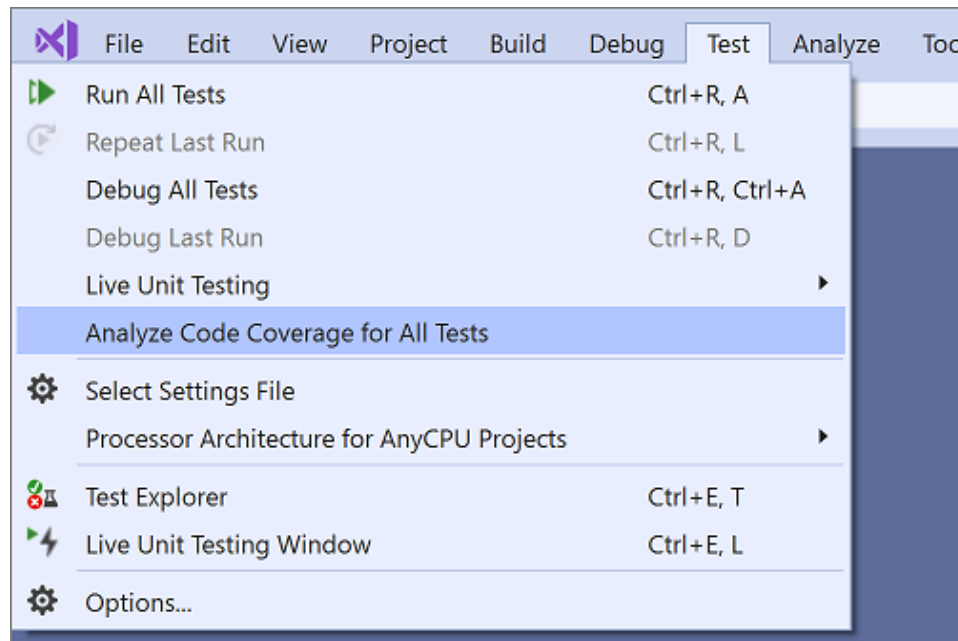 File Edit View Project Build Debug Test Analyze
Run All Tests Ctrl+R, A
Repeat Last Run Ctrl+R, L
Debug All Tests Ctrl+R, Ctrl+A
Debug Last Run Ctrl+R, D
Live Unit Testing
Analyze Code Coverage for All Tests
Select Settings File
Processor Architecture for AnyCPU Projects
Test Explorer Ctrl+E, T
Live Unit Testing Window Ctrl+E, L
Options...